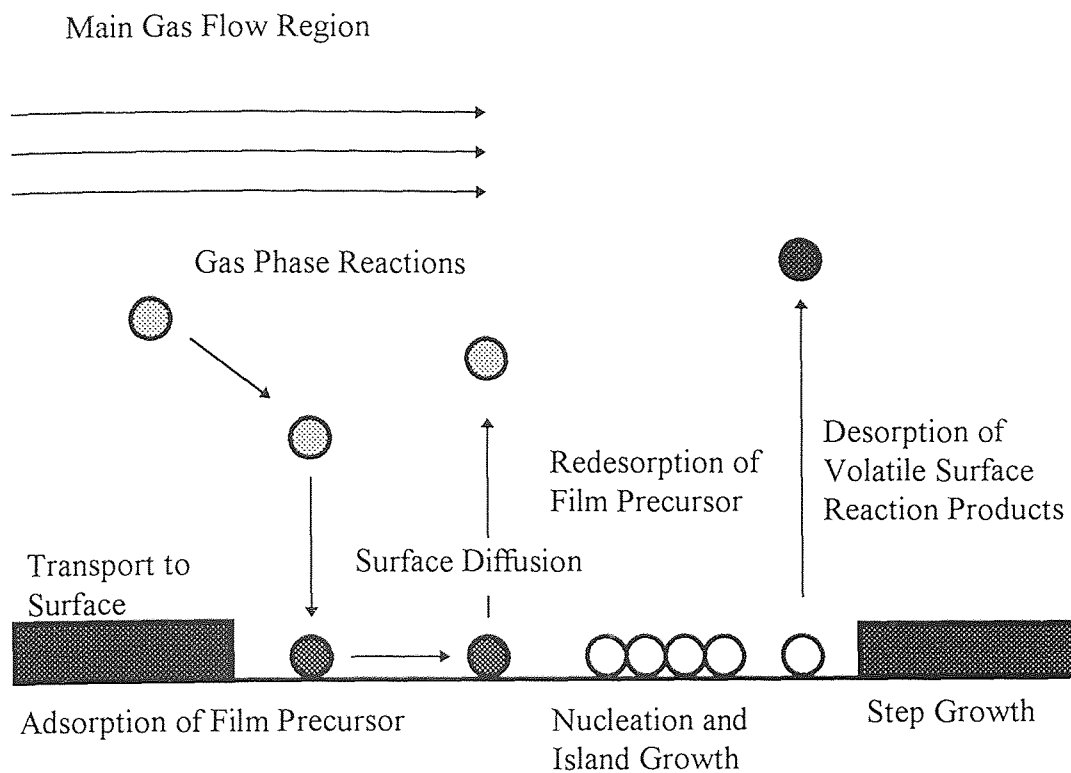 Main Gas Flow Region
Gas Phase Reactions
Redesorption of
Film Precursor
Desorption of
Volatile Surface
Reaction Products
Transport to
Surface
Surface Diffusion
Adsorption of Film Precursor
Nucleation and
Island Growth
Step Growth